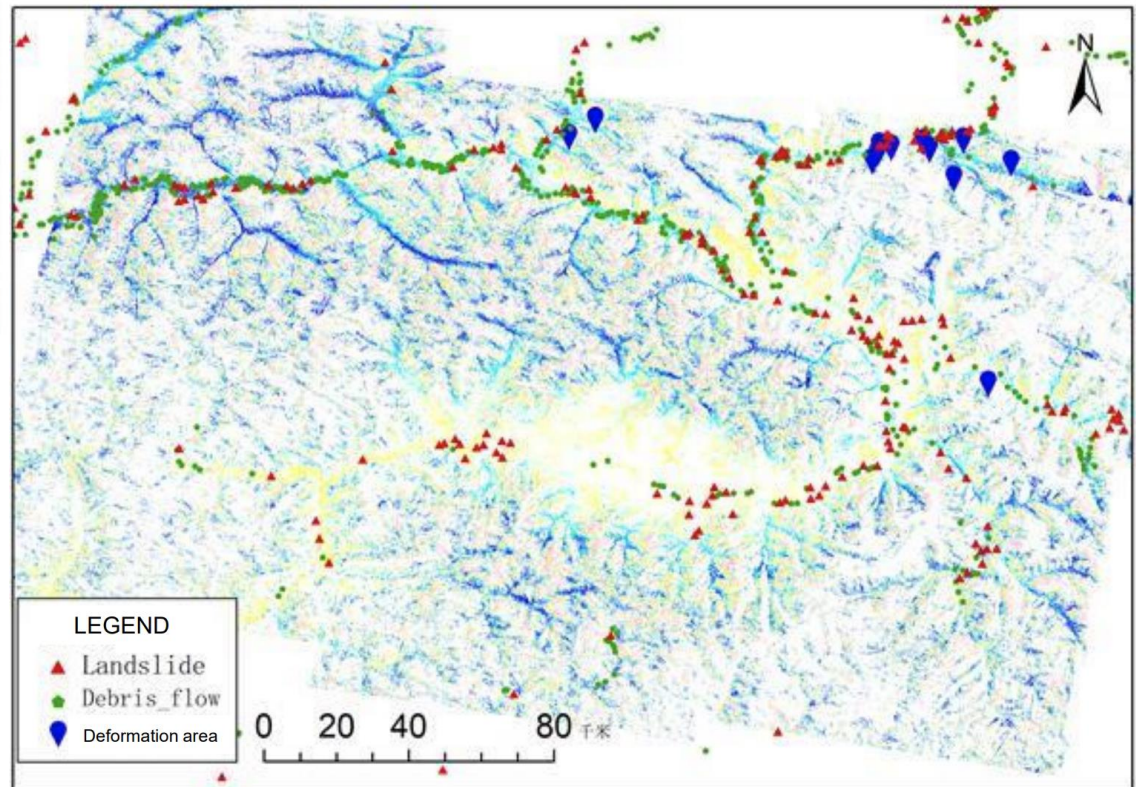 N
LEGEND
Landslide
Debris_flow
Deformation area
0 20 40 80 千米